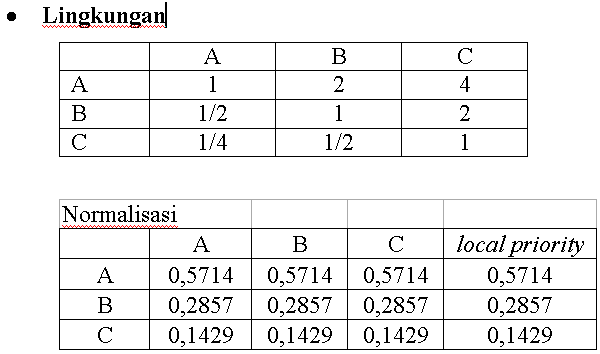 • Lingkungan
A B C
A 1 2 4
B 1/2 1 2
C 1/4 1/2 1
Normalisasi
A B C local priority
A 0,5714 0,5714 0,5714 0,5714
B 0,2857 0,2857 0,2857 0,2857
C 0,1429 0,1429 0,1429 0,1429